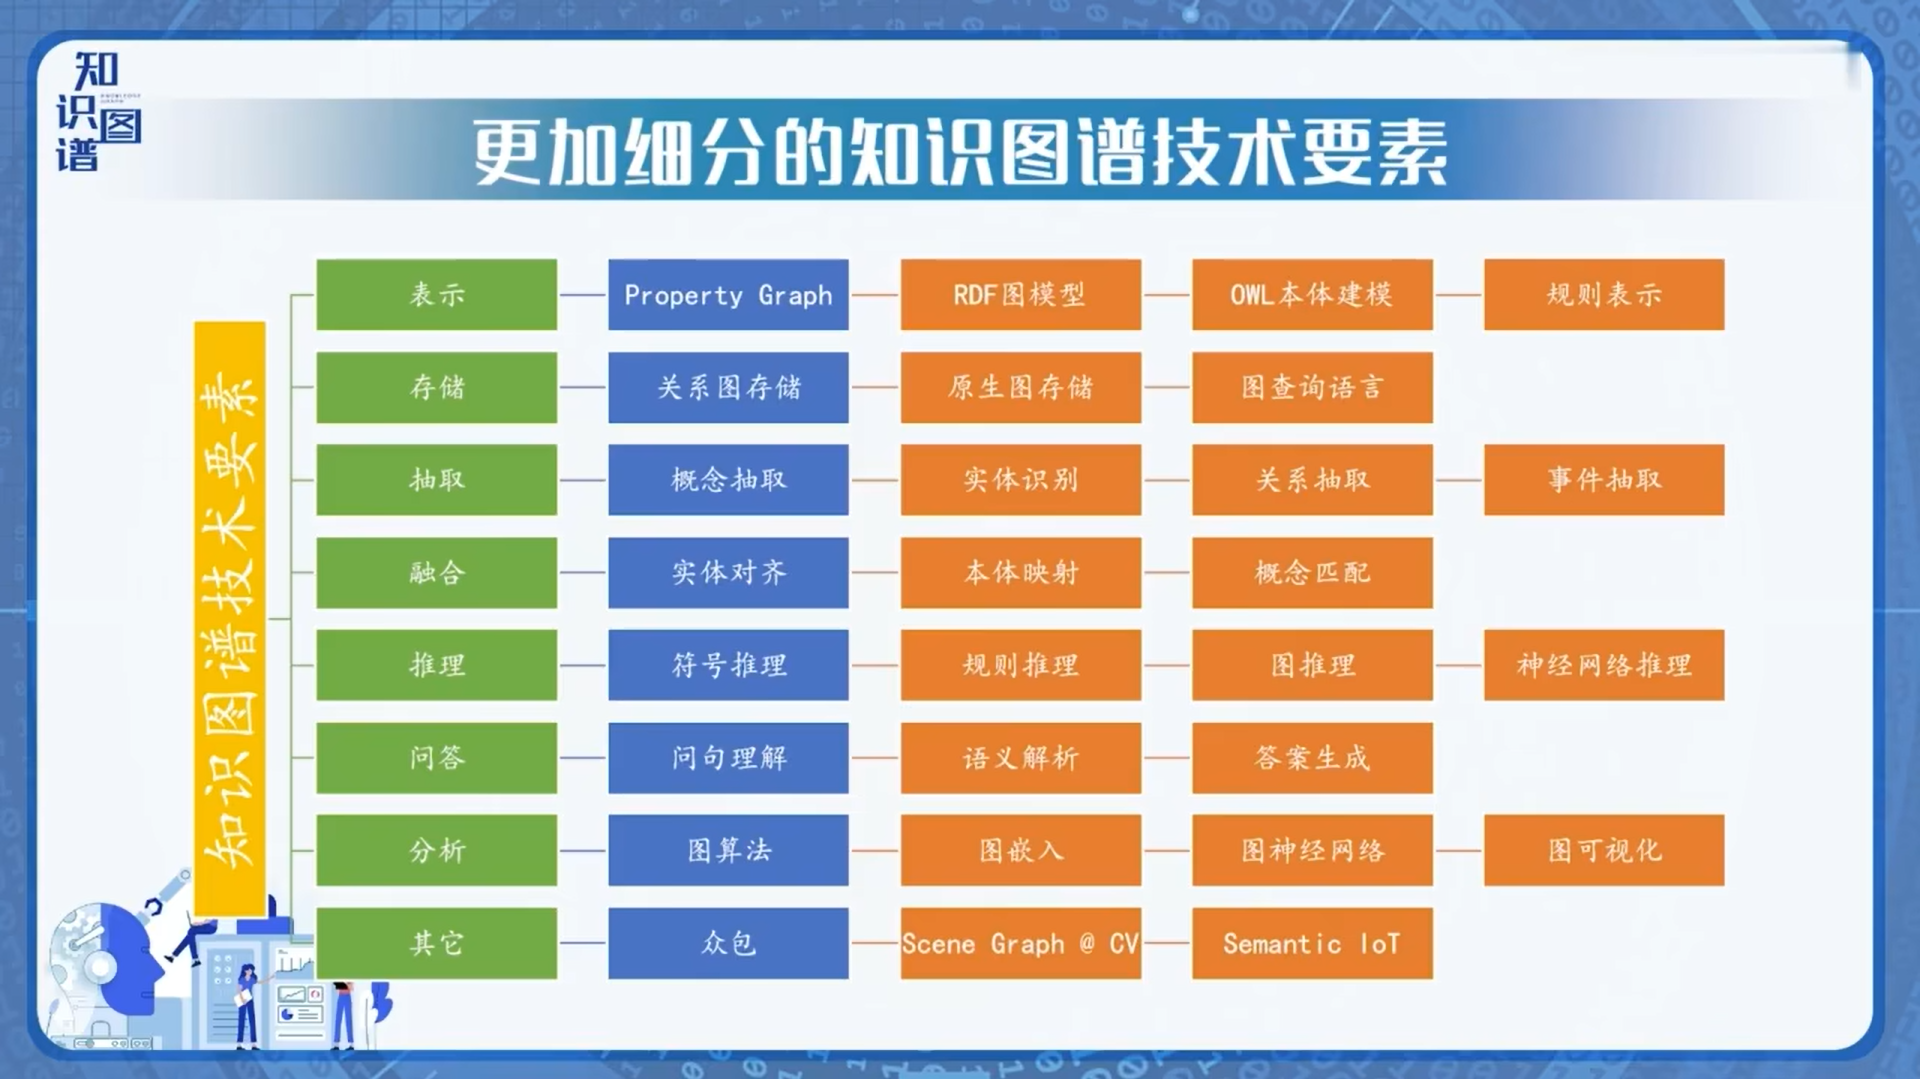 知识图谱
更加细分的知识图谱技术要素
知识图谱技术要素
表示 Property Graph RDF图模型 OWL本体建模 规则表示
存储 关系图存储 原生图存储 图查询语言
抽取 概念抽取 实体识别 关系抽取 事件抽取
融合 实体对齐 本体映射 概念匹配
推理 符号推理 规则推理 图推理 神经网络推理
问答 问句理解 语义解析 答案生成
分析 图算法 图嵌入 图神经网络 图可视化
其它 众包 Scene Graph @ CV Semantic IoT